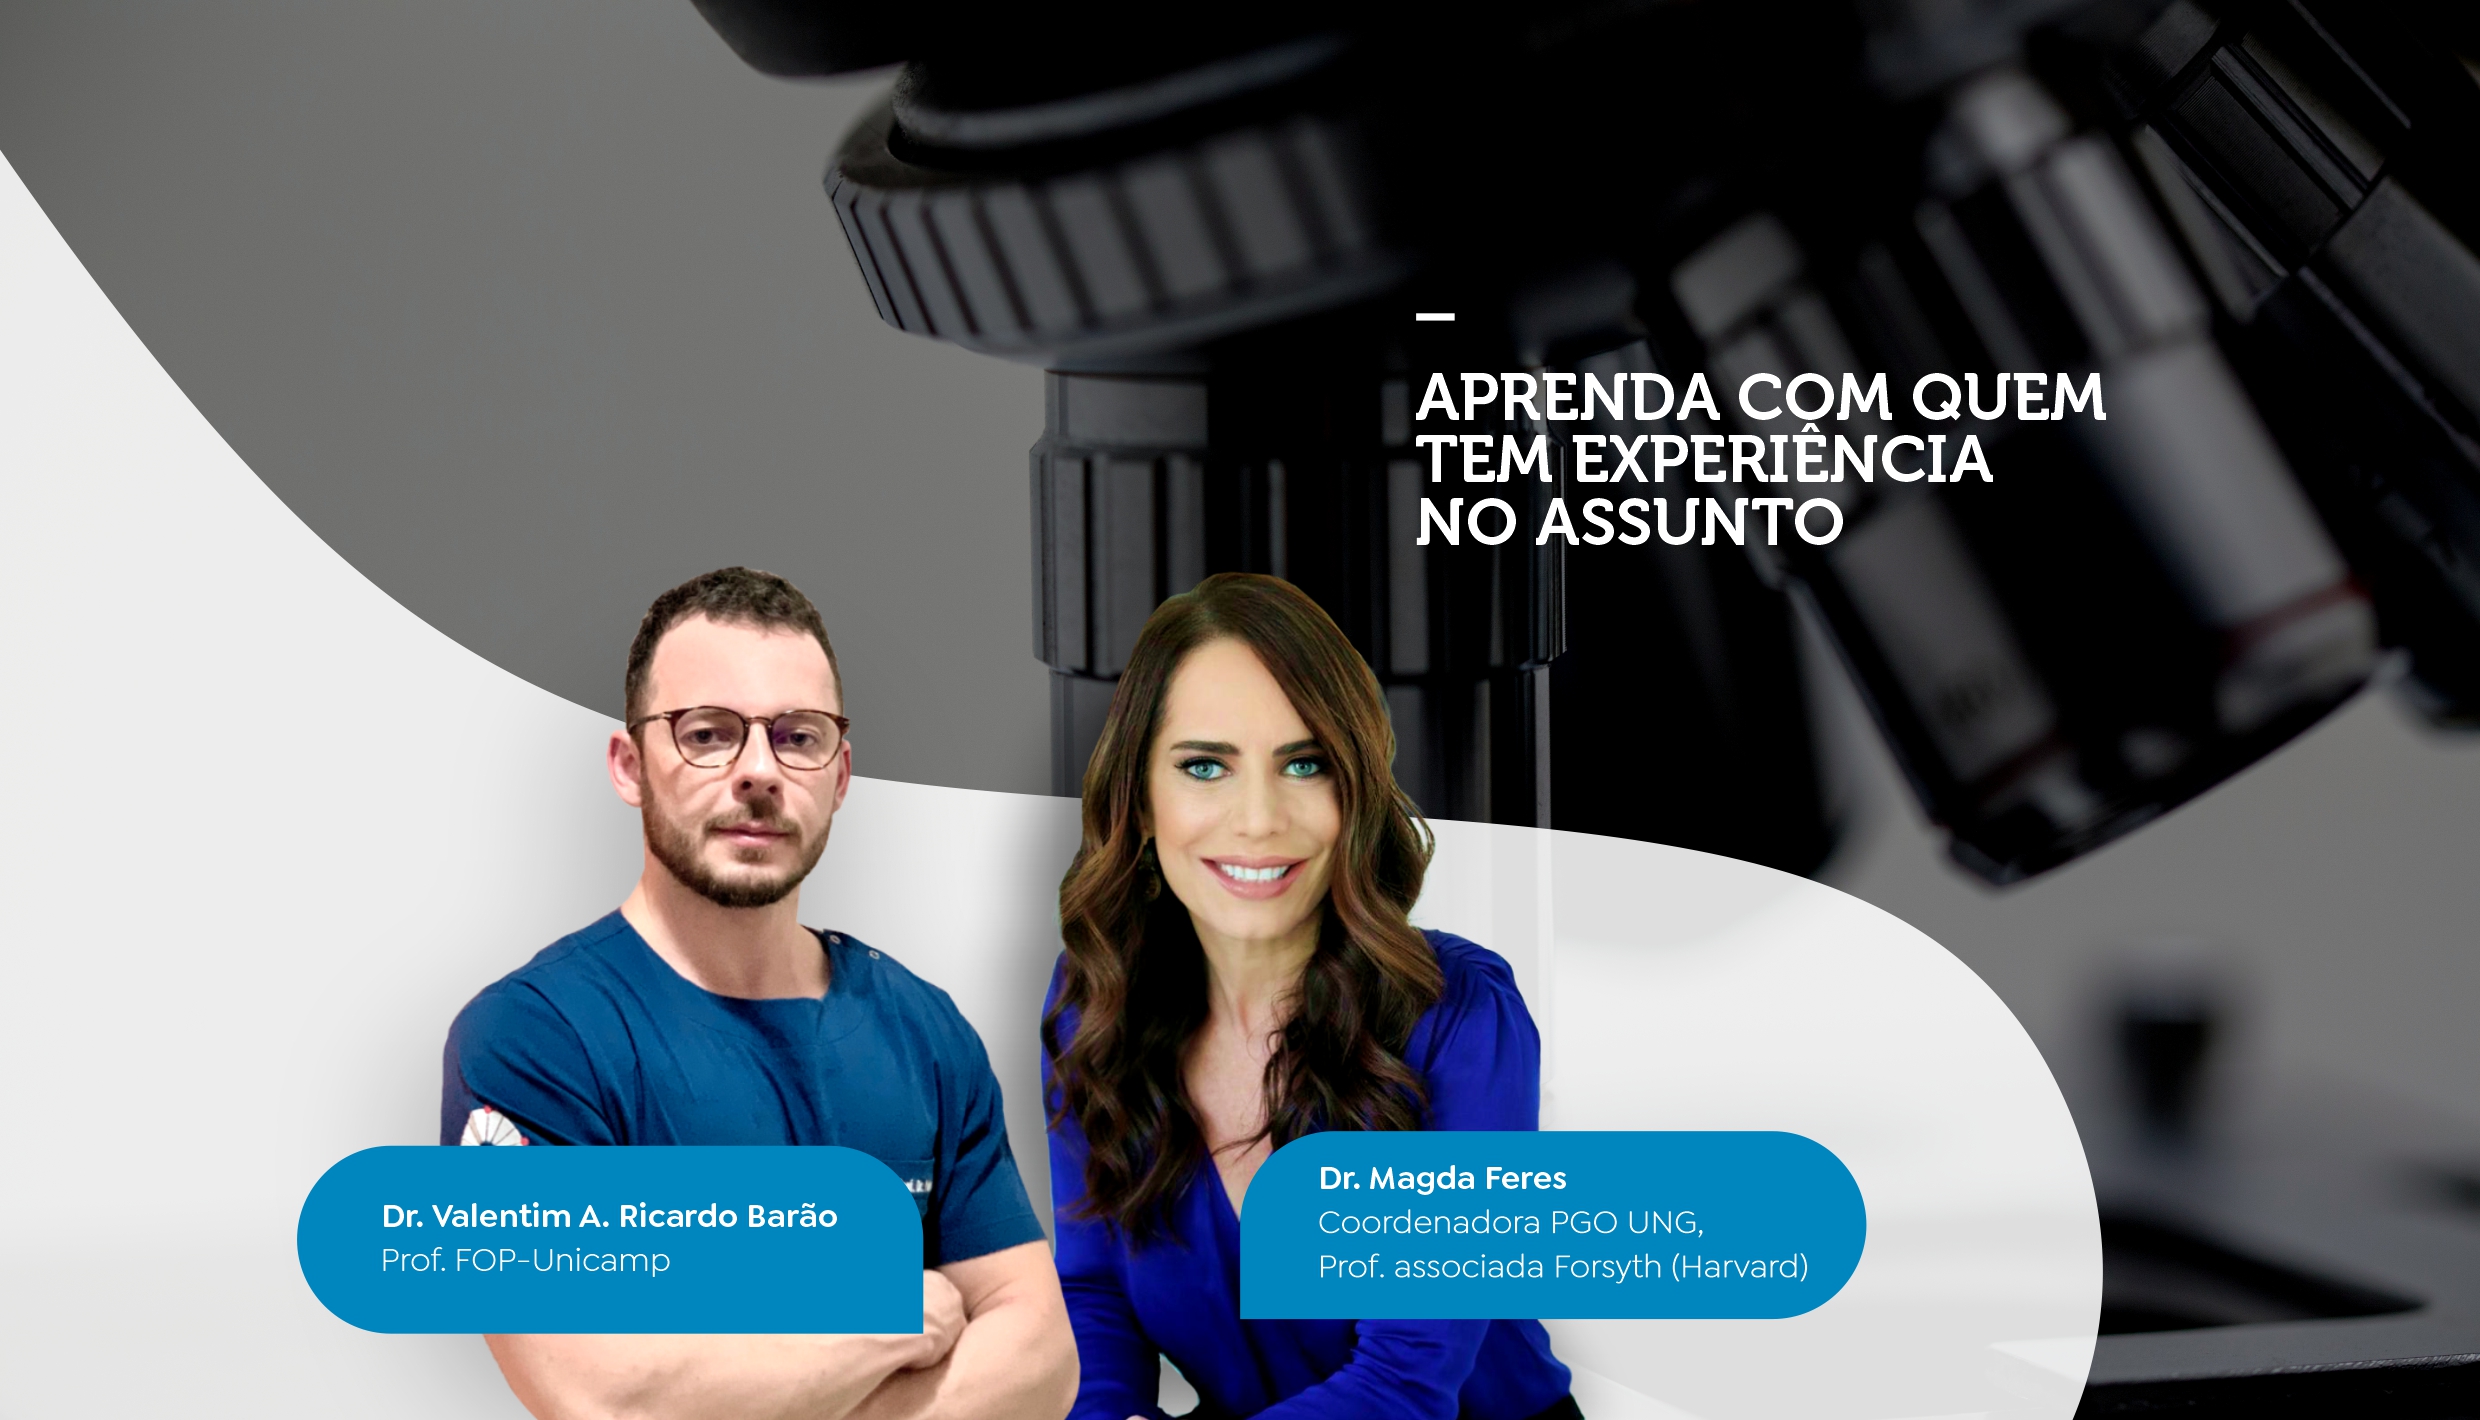 APRENDA COM QUEM
TEM EXPERIÊNCIA
NO ASSUNTO
Dr. Valentim A. Ricardo Barão
Prof. FOP-Unicamp
Dr. Magda Feres
Coordenadora PGO UNG,
Prof. associada Forsyth (Harvard)